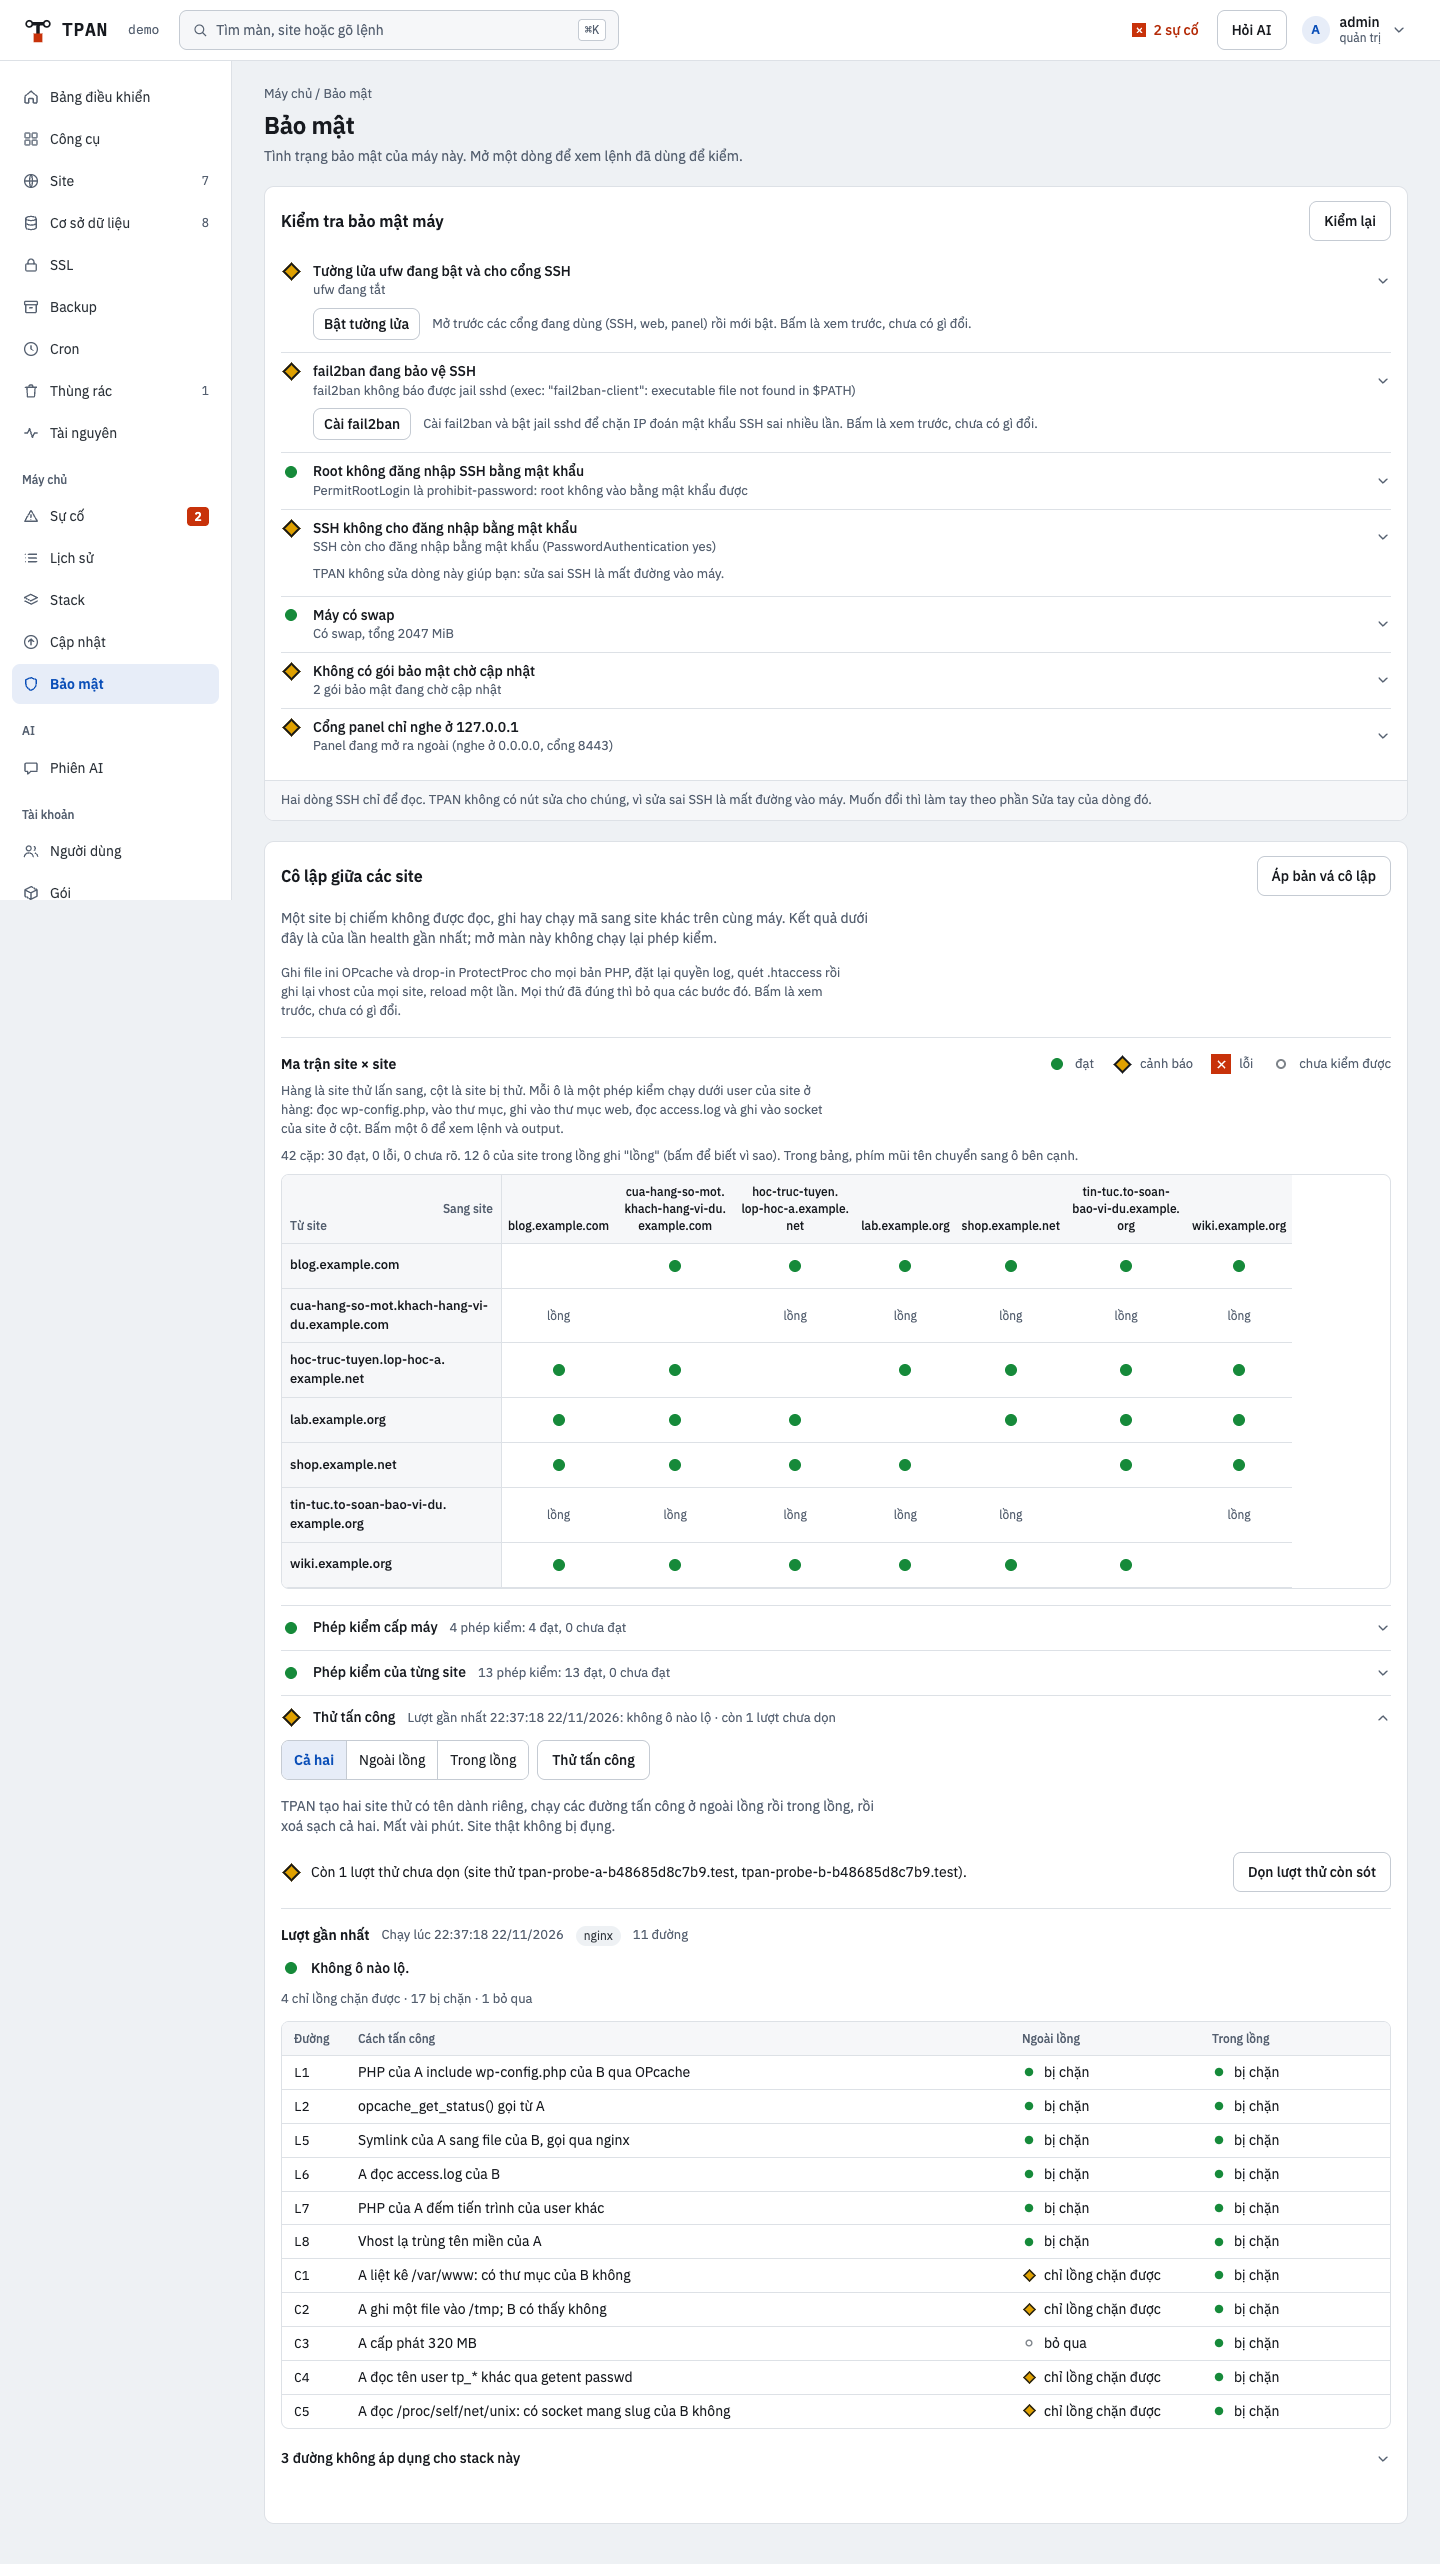 TPAN
demo
Tìm màn, site hoặc gõ lệnh
⌘K
2 sự cố
Hỏi AI
A
admin
quản trị
Bảng điều khiển
Công cụ
Site 7
Cơ sở dữ liệu 8
SSL
Backup
Cron
Thùng rác 1
Tài nguyên
Máy chủ
Sự cố 2
Lịch sử
Stack
Cập nhật
Bảo mật
AI
Phiên AI
Tài khoản
Người dùng
Gói
Máy chủ / Bảo mật
Bảo mật
Tình trạng bảo mật của máy này. Mở một dòng để xem lệnh đã dùng để kiểm.
Kiểm tra bảo mật máy
Kiểm lại
Tường lửa ufw đang bật và cho cổng SSH
ufw đang tắt
Bật tường lửa Mở trước các cổng đang dùng (SSH, web, panel) rồi mới bật. Bấm là xem trước, chưa có gì đổi.
fail2ban đang bảo vệ SSH
fail2ban không báo được jail sshd (exec: "fail2ban-client": executable file not found in $PATH)
Cài fail2ban Cài fail2ban và bật jail sshd để chặn IP đoán mật khẩu SSH sai nhiều lần. Bấm là xem trước, chưa có gì đổi.
Root không đăng nhập SSH bằng mật khẩu
PermitRootLogin là prohibit-password: root không vào bằng mật khẩu được
SSH không cho đăng nhập bằng mật khẩu
SSH còn cho đăng nhập bằng mật khẩu (PasswordAuthentication yes)
TPAN không sửa dòng này giúp bạn: sửa sai SSH là mất đường vào máy.
Máy có swap
Có swap, tổng 2047 MiB
Không có gói bảo mật chờ cập nhật
2 gói bảo mật đang chờ cập nhật
Cổng panel chỉ nghe ở 127.0.0.1
Panel đang mở ra ngoài (nghe ở 0.0.0.0, cổng 8443)
Hai dòng SSH chỉ để đọc. TPAN không có nút sửa cho chúng, vì sửa sai SSH là mất đường vào máy. Muốn đổi thì làm tay theo phần Sửa tay của dòng đó.
Cô lập giữa các site
Áp bản vá cô lập
Một site bị chiếm không được đọc, ghi hay chạy mã sang site khác trên cùng máy. Kết quả dưới
đây là của lần health gần nhất; mở màn này không chạy lại phép kiểm.
Ghi file ini OPcache và drop-in ProtectProc cho mọi bản PHP, đặt lại quyền log, quét .htaccess rồi
ghi lại vhost của mọi site, reload một lần. Mọi thứ đã đúng thì bỏ qua các bước đó. Bấm là xem
trước, chưa có gì đổi.
Ma trận site × site
đạt cảnh báo lỗi chưa kiểm được
Hàng là site thử lấn sang, cột là site bị thử. Mỗi ô là một phép kiểm chạy dưới user của site ở
hàng: đọc wp-config.php, vào thư mục, ghi vào thư mục web, đọc access.log và ghi vào socket
của site ở cột. Bấm một ô để xem lệnh và output.
42 cặp: 30 đạt, 0 lỗi, 0 chưa rõ. 12 ô của site trong lồng ghi "lồng" (bấm để biết vì sao). Trong bảng, phím mũi tên chuyển sang ô bên cạnh.
Sang site
Từ site
blog.example.com
cua-hang-so-mot.
khach-hang-vi-du.
example.com
hoc-truc-tuyen.
lop-hoc-a.example.
net
lab.example.org
shop.example.net
tin-tuc.to-soan-
bao-vi-du.example.
org
wiki.example.org
blog.example.com
cua-hang-so-mot.khach-hang-vi-
du.example.com
lồng lồng lồng lồng lồng lồng
hoc-truc-tuyen.lop-hoc-a.
example.net
lab.example.org
shop.example.net
tin-tuc.to-soan-bao-vi-du.
example.org
lồng lồng lồng lồng lồng lồng
wiki.example.org
Phép kiểm cấp máy 4 phép kiểm: 4 đạt, 0 chưa đạt
Phép kiểm của từng site 13 phép kiểm: 13 đạt, 0 chưa đạt
Thử tấn công Lượt gần nhất 22:37:18 22/11/2026: không ô nào lộ · còn 1 lượt chưa dọn
Cả hai Ngoài lồng Trong lồng Thử tấn công
TPAN tạo hai site thử có tên dành riêng, chạy các đường tấn công ở ngoài lồng rồi trong lồng, rồi
xoá sạch cả hai. Mất vài phút. Site thật không bị đụng.
Còn 1 lượt thử chưa dọn (site thử tpan-probe-a-b48685d8c7b9.test, tpan-probe-b-b48685d8c7b9.test).
Dọn lượt thử còn sót
Lượt gần nhất Chạy lúc 22:37:18 22/11/2026 nginx 11 đường
Không ô nào lộ.
4 chỉ lồng chặn được · 17 bị chặn · 1 bỏ qua
Đường Cách tấn công Ngoài lồng Trong lồng
L1 PHP của A include wp-config.php của B qua OPcache bị chặn bị chặn
L2 opcache_get_status() gọi từ A bị chặn bị chặn
L5 Symlink của A sang file của B, gọi qua nginx bị chặn bị chặn
L6 A đọc access.log của B bị chặn bị chặn
L7 PHP của A đếm tiến trình của user khác bị chặn bị chặn
L8 Vhost lạ trùng tên miền của A bị chặn bị chặn
C1 A liệt kê /var/www: có thư mục của B không chỉ lồng chặn được bị chặn
C2 A ghi một file vào /tmp; B có thấy không chỉ lồng chặn được bị chặn
C3 A cấp phát 320 MB bỏ qua bị chặn
C4 A đọc tên user tp_* khác qua getent passwd chỉ lồng chặn được bị chặn
C5 A đọc /proc/self/net/unix: có socket mang slug của B không chỉ lồng chặn được bị chặn
3 đường không áp dụng cho stack này